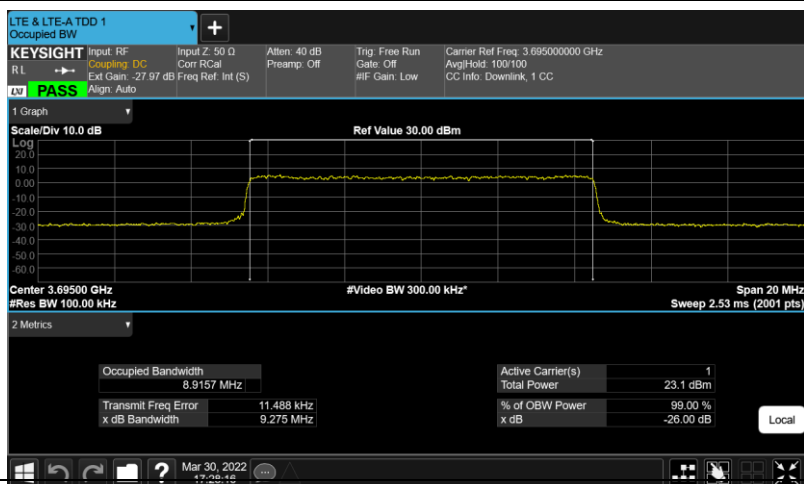 LTE & LTE-A TDD 1
Occupied BW
+
KEYSIGHT
R L
LXI
PASS
Input: RF
Coupling: DC
Ext Gain: -27.97 dB
Align: Auto
Input Z: 50 Ω
Corr RCal
Freq Ref: Int (S)
Atten: 40 dB
Preamp: Off
Trig: Free Run
Gate: Off
#IF Gain: Low
Carrier Ref Freq: 3.695000000 GHz
Avg|Hold: 100/100
CC Info: Downlink, 1 CC
1 Graph
Scale/Div 10.0 dB
Ref Value 30.00 dBm
Log
20.0
10.0
0.00
-10.0
-20.0
-30.0
-40.0
-50.0
-60.0
Center 3.69500 GHz
#Video BW 300.00 kHz*
Span 20 MHz
#Res BW 100.00 kHz
Sweep 2.53 ms (2001 pts)
2 Metrics
Occupied Bandwidth
8.9157 MHz
Transmit Freq Error 11.488 kHz
x dB Bandwidth 9.275 MHz
Active Carrier(s) 1
Total Power 23.1 dBm
% of OBW Power 99.00 %
x dB -26.00 dB
Local
?
Mar 30, 2022
17:28:16